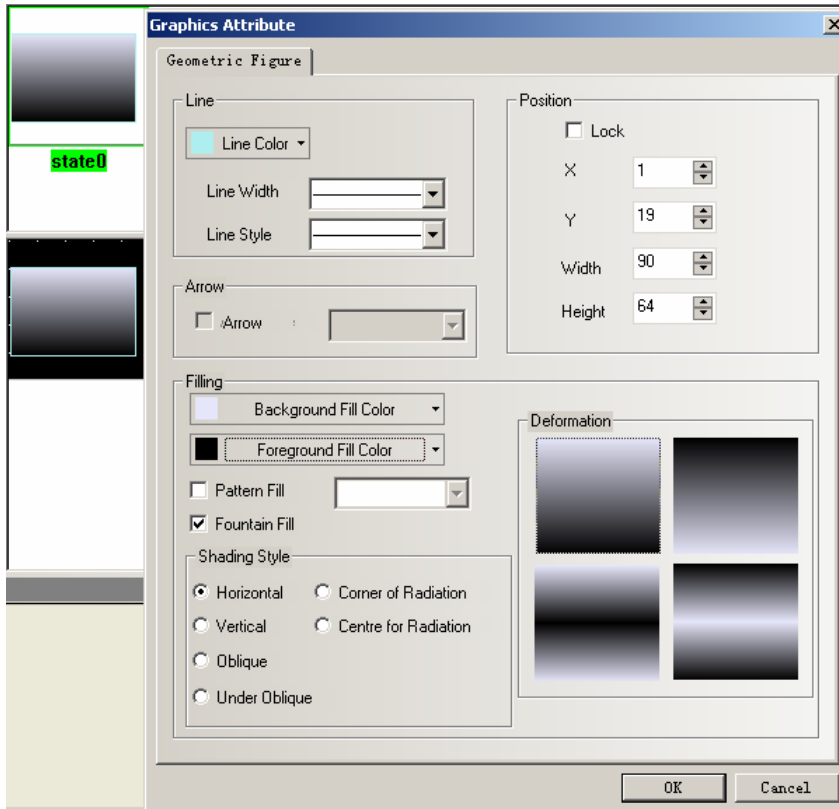 Graphics Attribute
Geometric Figure
state0
Line
Line Color
Line Width
Line Style
Position
Lock
X 1
Y 19
Width 90
Height 64
Arrow
Arrow :
Filling
Background Fill Color
Foreground Fill Color
Pattern Fill
Fountain Fill
Shading Style
Horizontal Corner of Radiation
Vertical Centre for Radiation
Oblique
Under Oblique
Deformation
OK Cancel